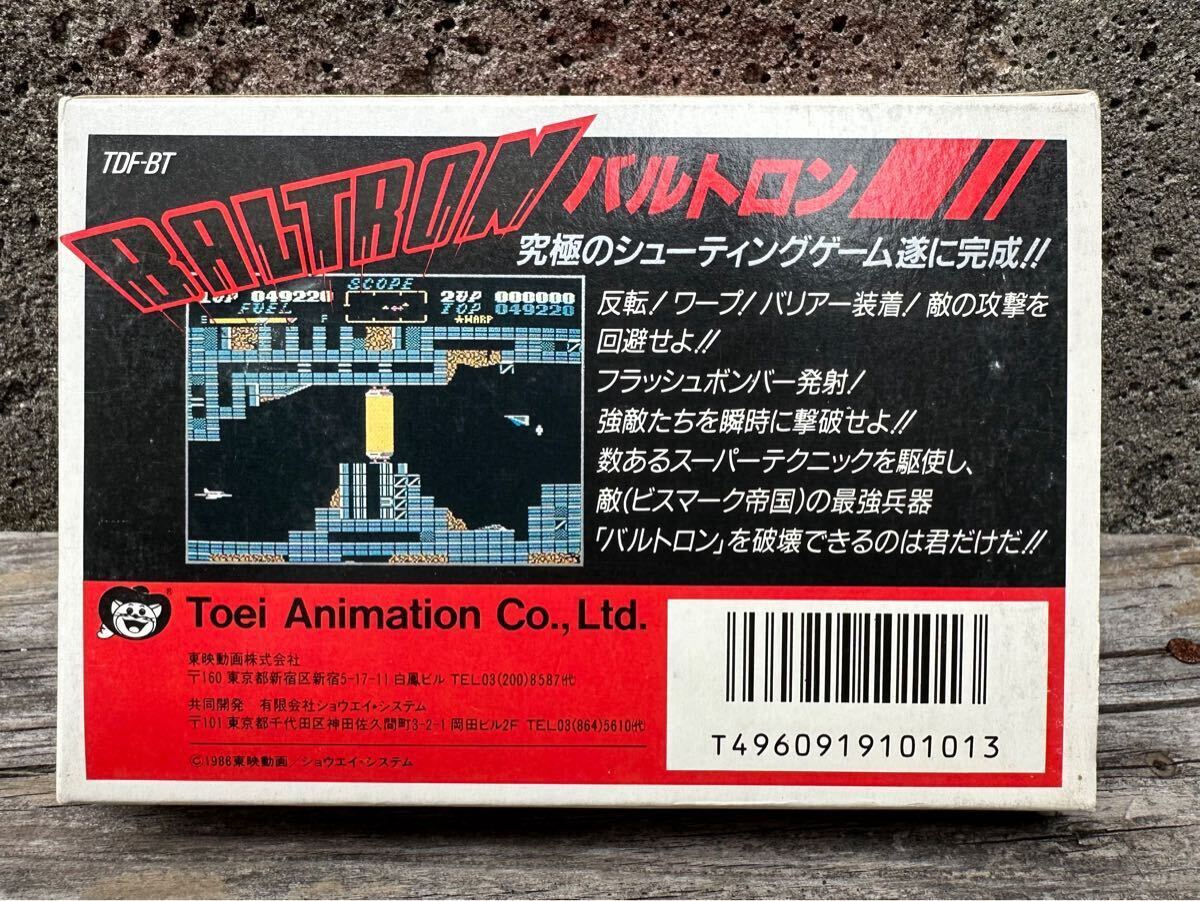 TDF-BT
BALTRON バルトロン
究極のシューティングゲーム遂に完成!!
SCOPE
1UP 049220 2UP 000000
FUEL TOP 049220
E F ★WARP
反転! ワープ! バリアー装着! 敵の攻撃を
回避せよ!!
フラッシュボンバー発射!
強敵たちを瞬時に撃破せよ!!
数あるスーパーテクニックを駆使し、
敵(ビスマーク帝国)の最強兵器
「バルトロン」を破壊できるのは君だけだ!!
® Toei Animation Co., Ltd.
東映動画株式会社
〒160 東京都新宿区新宿5-17-11 白鳳ビル TEL.03(200)8587㈹
共同開発 有限会社ショウエイ・システム
〒101 東京都千代田区神田佐久間町3-2-1 岡田ビル2F TEL.03(864)5610㈹
©1986東映動画/ショウエイ・システム
T4960919101013